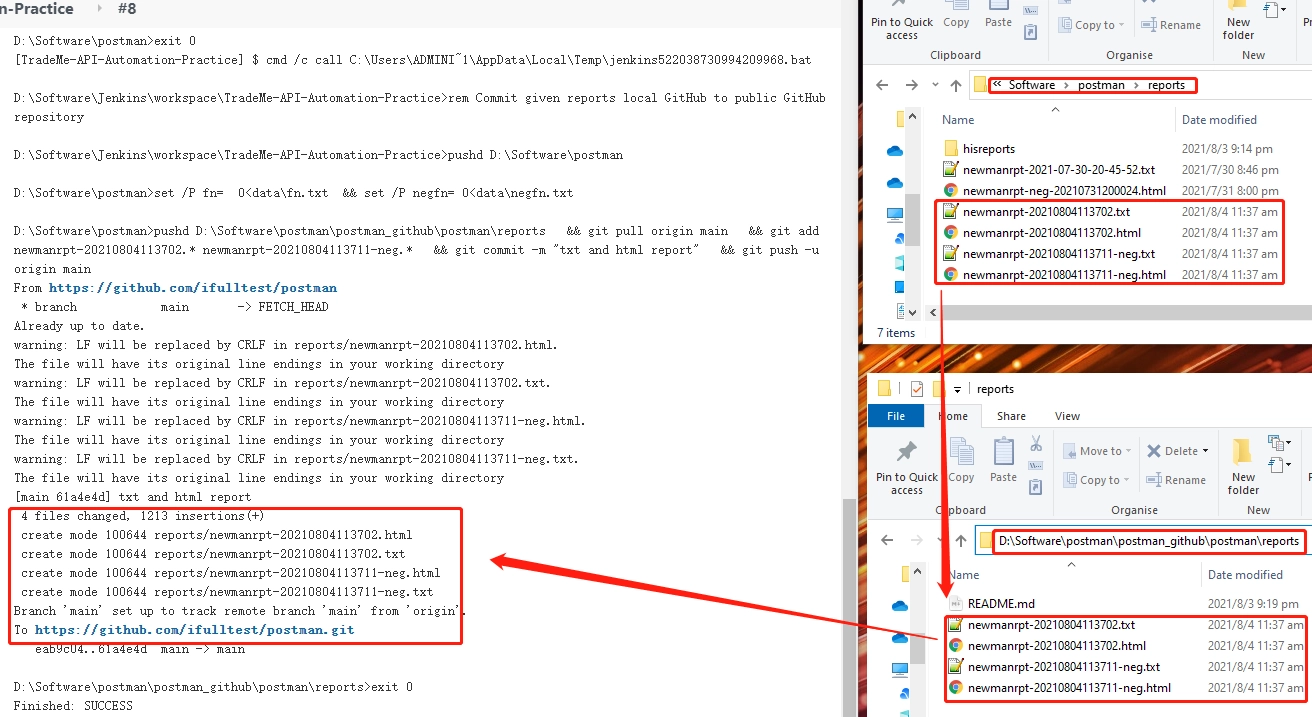 n-Practice › #8
D:\Software\postman>exit 0
[TradeMe-API-Automation-Practice] $ cmd /c call C:\Users\ADMINI~1\AppData\Local\Temp\jenkins522038730994209968.bat
D:\Software\Jenkins\workspace\TradeMe-API-Automation-Practice>rem Commit given reports local GitHub to public GitHub
repository
D:\Software\Jenkins\workspace\TradeMe-API-Automation-Practice>pushd D:\Software\postman
D:\Software\postman>set /P fn=  0<data\fn.txt  && set /P negfn= 0<data\negfn.txt
D:\Software\postman>pushd D:\Software\postman\postman_github\postman\reports   && git pull origin main   && git add
newmanrpt-20210804113702.* newmanrpt-20210804113711-neg.*   && git commit -m "txt and html report"   && git push -u
origin main
From https://github.com/ifulltest/postman
* branch            main       -> FETCH_HEAD
Already up to date.
warning: LF will be replaced by CRLF in reports/newmanrpt-20210804113702.html.
The file will have its original line endings in your working directory
warning: LF will be replaced by CRLF in reports/newmanrpt-20210804113702.txt.
The file will have its original line endings in your working directory
warning: LF will be replaced by CRLF in reports/newmanrpt-20210804113711-neg.html.
The file will have its original line endings in your working directory
warning: LF will be replaced by CRLF in reports/newmanrpt-20210804113711-neg.txt.
The file will have its original line endings in your working directory
[main 61a4e4d] txt and html report
4 files changed, 1213 insertions(+)
create mode 100644 reports/newmanrpt-20210804113702.html
create mode 100644 reports/newmanrpt-20210804113702.txt
create mode 100644 reports/newmanrpt-20210804113711-neg.html
create mode 100644 reports/newmanrpt-20210804113711-neg.txt
Branch 'main' set up to track remote branch 'main' from 'origin'.
To https://github.com/ifulltest/postman.git
eab9c04..61a4e4d  main -> main
D:\Software\postman\postman_github\postman\reports>exit 0
Finished: SUCCESS
Pin to Quick access
Copy
Paste
Copy to
Rename
New folder
Clipboard
Organise
New
« Software › postman › reports
Name
Date modified
hisreports 2021/8/3 9:14 pm
newmanrpt-2021-07-30-20-45-52.txt 2021/7/30 8:46 pm
newmanrpt-neg-20210731200024.html 2021/7/31 8:00 pm
newmanrpt-20210804113702.txt 2021/8/4 11:37 am
newmanrpt-20210804113702.html 2021/8/4 11:37 am
newmanrpt-20210804113711-neg.txt 2021/8/4 11:37 am
newmanrpt-20210804113711-neg.html 2021/8/4 11:37 am
7 items
reports
File Home Share View
Pin to Quick access
Copy
Paste
Move to
Copy to
Delete
Rename
New folder
Clipboard
Organise
New
D:\Software\postman\postman_github\postman\reports
Name
Date modified
README.md 2021/8/3 9:19 pm
newmanrpt-20210804113702.txt 2021/8/4 11:37 am
newmanrpt-20210804113702.html 2021/8/4 11:37 am
newmanrpt-20210804113711-neg.txt 2021/8/4 11:37 am
newmanrpt-20210804113711-neg.html 2021/8/4 11:37 am